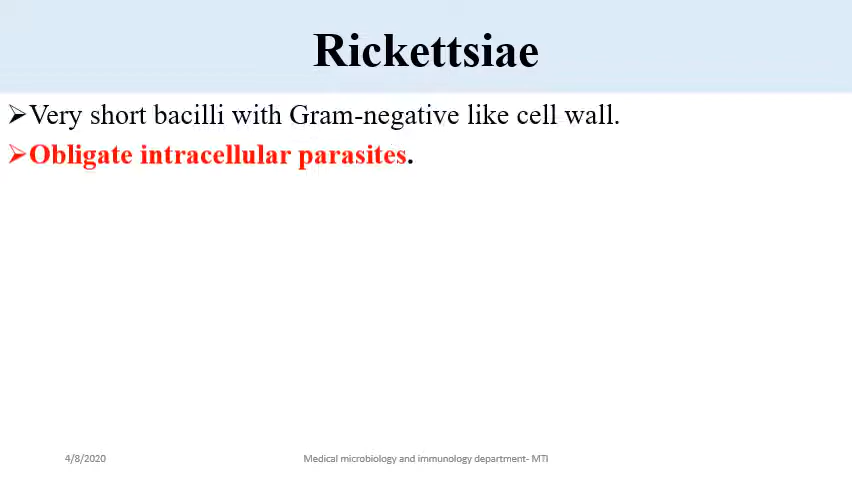 Rickettsiae
➢Very short bacilli with Gram-negative like cell wall.
➢Obligate intracellular parasites.
4/8/2020 Medical microbiology and immunology department- MTI